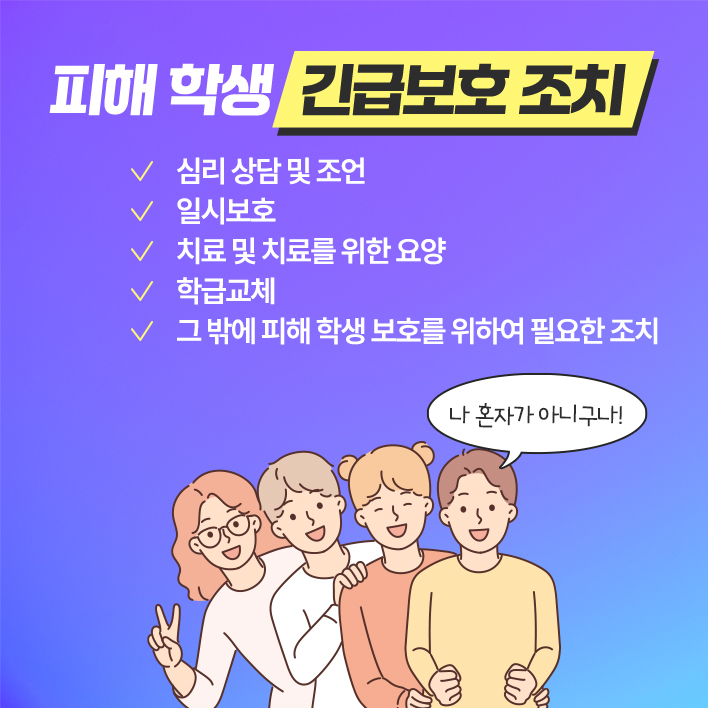 피해 학생 긴급보호 조치
심리 상담 및 조언
일시보호
치료 및 치료를 위한 요양
학급교체
그 밖에 피해 학생 보호를 위하여 필요한 조치
나 혼자가 아니구나!